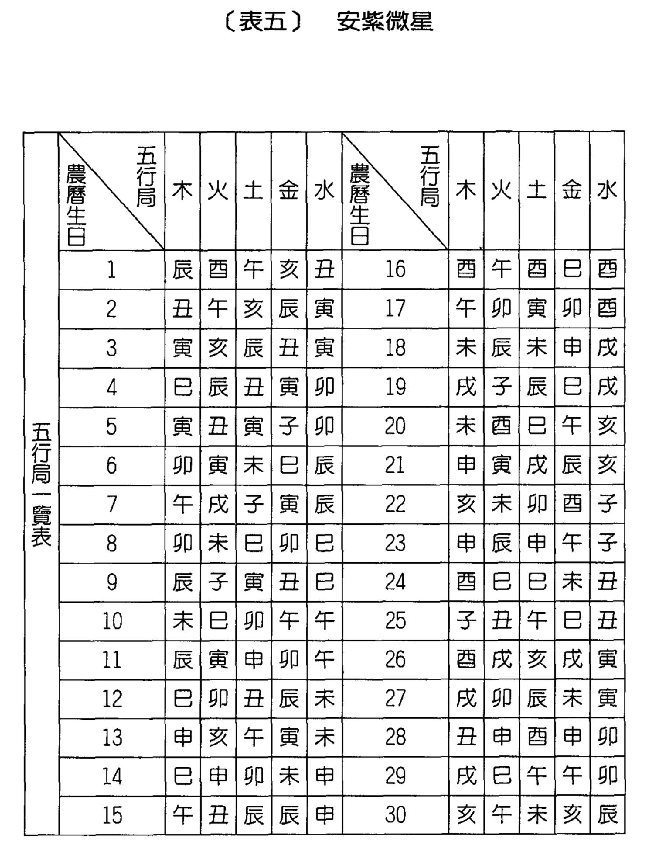 〔表五〕 安紫微星
五行局一覽表
五行局 農曆生日 木 火 土 金 水 五行局 農曆生日 木 火 土 金 水
1 辰 酉 午 亥 丑 16 酉 午 酉 巳 酉
2 丑 午 亥 辰 寅 17 午 卯 寅 卯 酉
3 寅 亥 辰 丑 寅 18 未 辰 未 申 戌
4 巳 辰 丑 寅 卯 19 戌 子 辰 巳 戌
5 寅 丑 寅 子 卯 20 未 酉 巳 午 亥
6 卯 寅 未 巳 辰 21 申 寅 戌 辰 亥
7 午 戌 子 寅 辰 22 亥 未 卯 酉 子
8 卯 未 巳 卯 巳 23 申 辰 申 午 子
9 辰 子 寅 丑 巳 24 酉 巳 巳 未 丑
10 未 巳 卯 午 午 25 子 丑 午 巳 丑
11 辰 寅 申 卯 午 26 酉 戌 亥 戌 寅
12 巳 卯 丑 辰 未 27 戌 卯 辰 未 寅
13 申 亥 午 寅 未 28 丑 申 酉 申 卯
14 巳 申 卯 未 申 29 戌 巳 午 午 卯
15 午 丑 辰 辰 申 30 亥 午 未 亥 辰